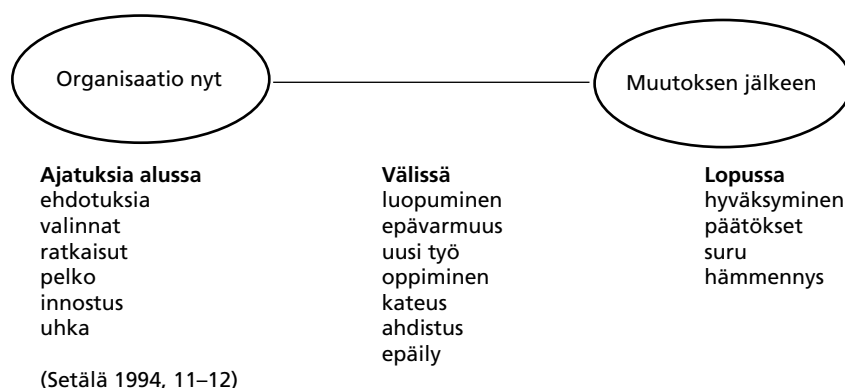 Organisaatio nyt
Muutoksen jälkeen
Ajatuksia alussa
ehdotuksia
valinnat
ratkaisut
pelko
innostus
uhka
(Setälä 1994, 11–12)
Välissä
luopuminen
epävarmuus
uusi työ
oppiminen
kateus
ahdistus
epäily
Lopussa
hyväksyminen
päätökset
suru
hämmennys